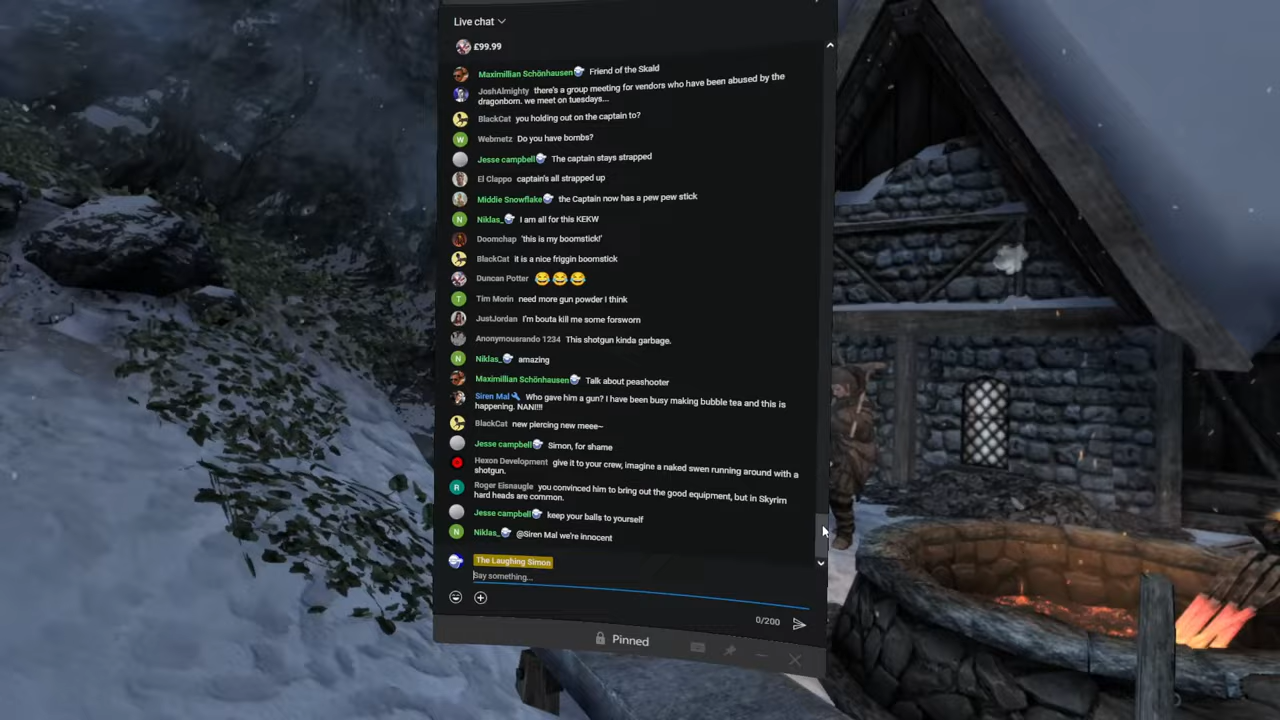 Live chat
£99.99
Maximillian Schönhausen Friend of the Skald
JoshAlmighty there's a group meeting for vendors who have been abused by the
dragonborn. we meet on tuesdays...
BlackCat you holding out on the captain to?
W Webmetz Do you have bombs?
Jesse campbell The captain stays strapped
El Clappo captain's all strapped up
Middie Snowflake the Captain now has a pew pew stick
N Niklas_ I am all for this KEKW
Doomchap 'this is my boomstick!'
BlackCat it is a nice friggin boomstick
Duncan Potter 😂 😂 😂
T Tim Morin need more gun powder I think
JustJordan I'm bouta kill me some forsworn
Anonymousrando 1234 This shotgun kinda garbage.
N Niklas_ amazing
Maximillian Schönhausen Talk about peashooter
Siren Mal Who gave him a gun? I have been busy making bubble tea and this is
happening. NANI!!!
BlackCat new piercing new meee~
Jesse campbell Simon, for shame
Hexon Development give it to your crew, imagine a naked swen running around with a
shotgun.
R Roger Eisnaugle you convinced him to bring out the good equipment, but in Skyrim
hard heads are common.
Jesse campbell keep your balls to yourself
N Niklas_ @Siren Mal we're innocent
The Laughing Simon
Say something...
0/200
Pinned